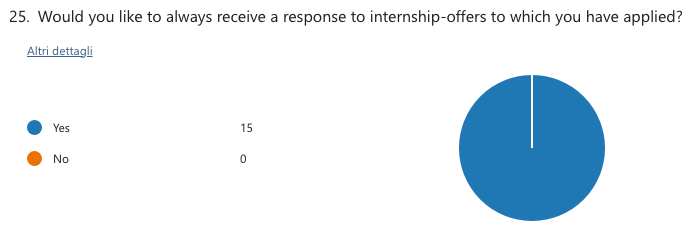 25. Would you like to always receive a response to internship-offers to which you have applied?
Altri dettagli
Yes 15
No 0